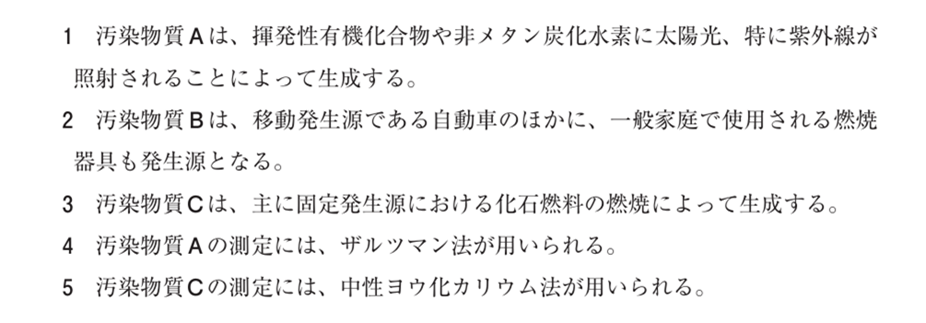 1 汚染物質Aは、揮発性有機化合物や非メタン炭化水素に太陽光、特に紫外線が
照射されることによって生成する。
2 汚染物質Bは、移動発生源である自動車のほかに、一般家庭で使用される燃焼
器具も発生源となる。
3 汚染物質Cは、主に固定発生源における化石燃料の燃焼によって生成する。
4 汚染物質Aの測定には、ザルツマン法が用いられる。
5 汚染物質Cの測定には、中性ヨウ化カリウム法が用いられる。